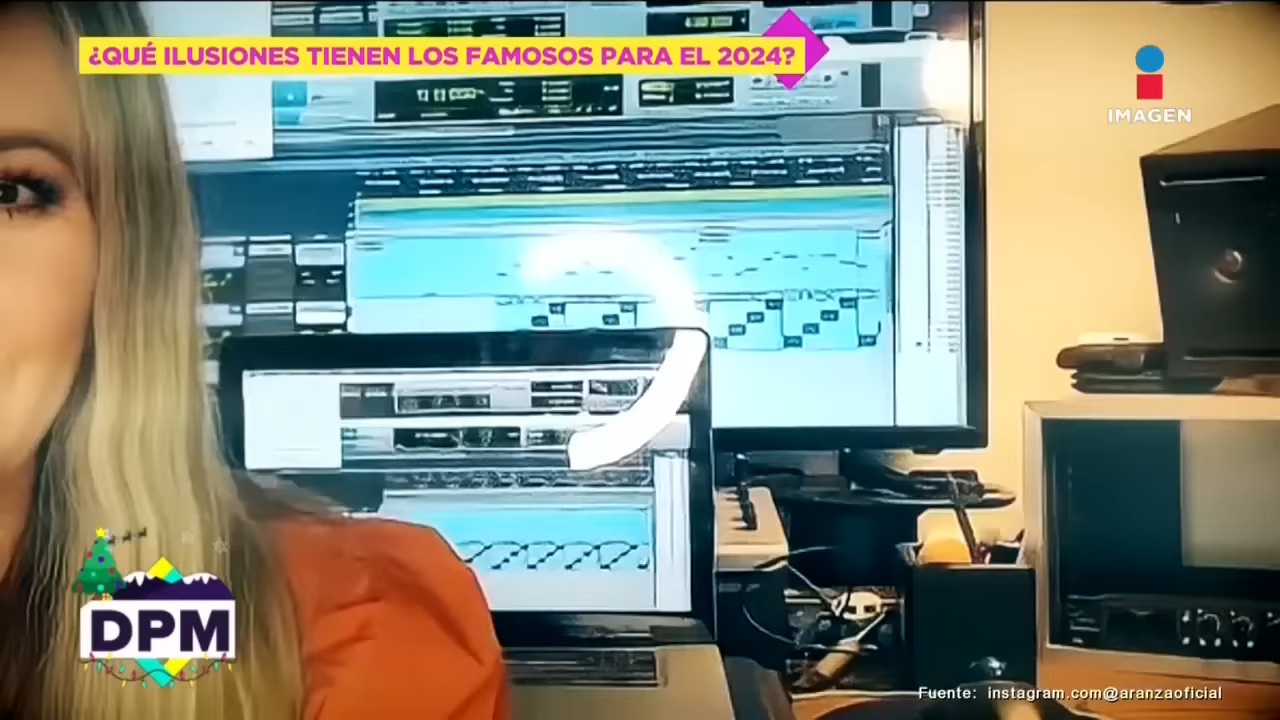 ¿QUÉ ILUSIONES TIENEN LOS FAMOSOS PARA EL 2024?
IMAGEN
DPM
Fuente: instagram.com@aranzaoficial